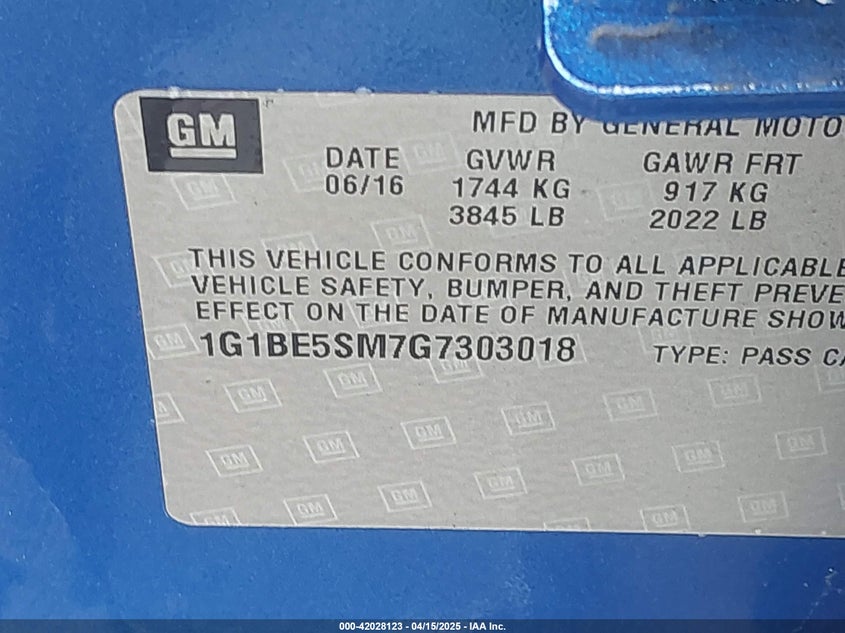 GM
MFD BY GENERAL MOTO
DATE GVWR GAWR FRT
06/16 1744 KG 917 KG
3845 LB 2022 LB
THIS VEHICLE CONFORMS TO ALL APPLICABLE
VEHICLE SAFETY, BUMPER, AND THEFT PREVE
EFFECT ON THE DATE OF MANUFACTURE SHOW
1G1BE5SM7G7303018 TYPE: PASS CA
000-42028123 - 04/15/2025 - IAA Inc.